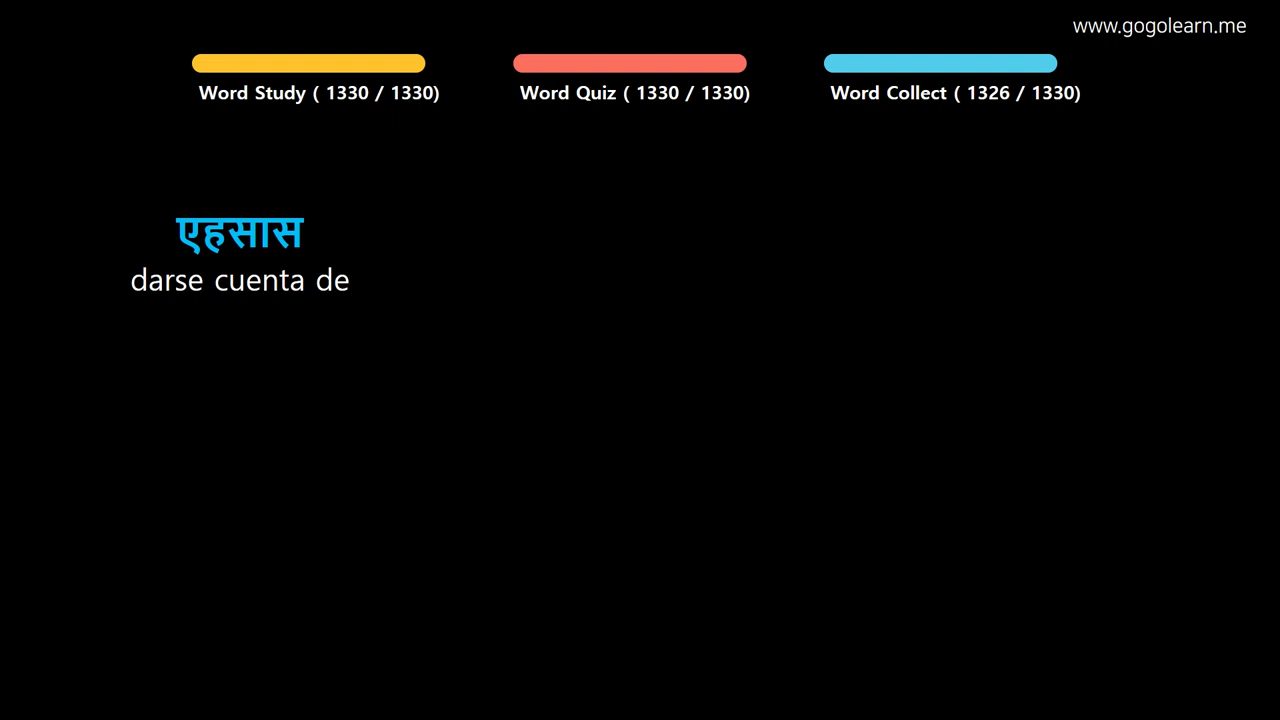 www.gogolearn.me
Word Study ( 1330 / 1330)
Word Quiz ( 1330 / 1330)
Word Collect ( 1326 / 1330)
एहसास
darse cuenta de